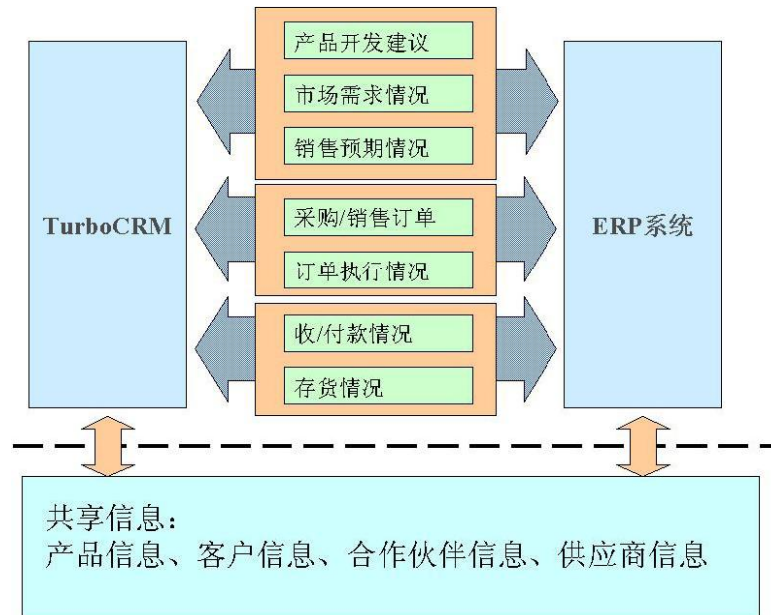 产品开发建议
市场需求情况
销售预期情况
TurboCRM
采购/销售订单
ERP系统
订单执行情况
收/付款情况
存货情况
共享信息：
产品信息、客户信息、合作伙伴信息、供应商信息